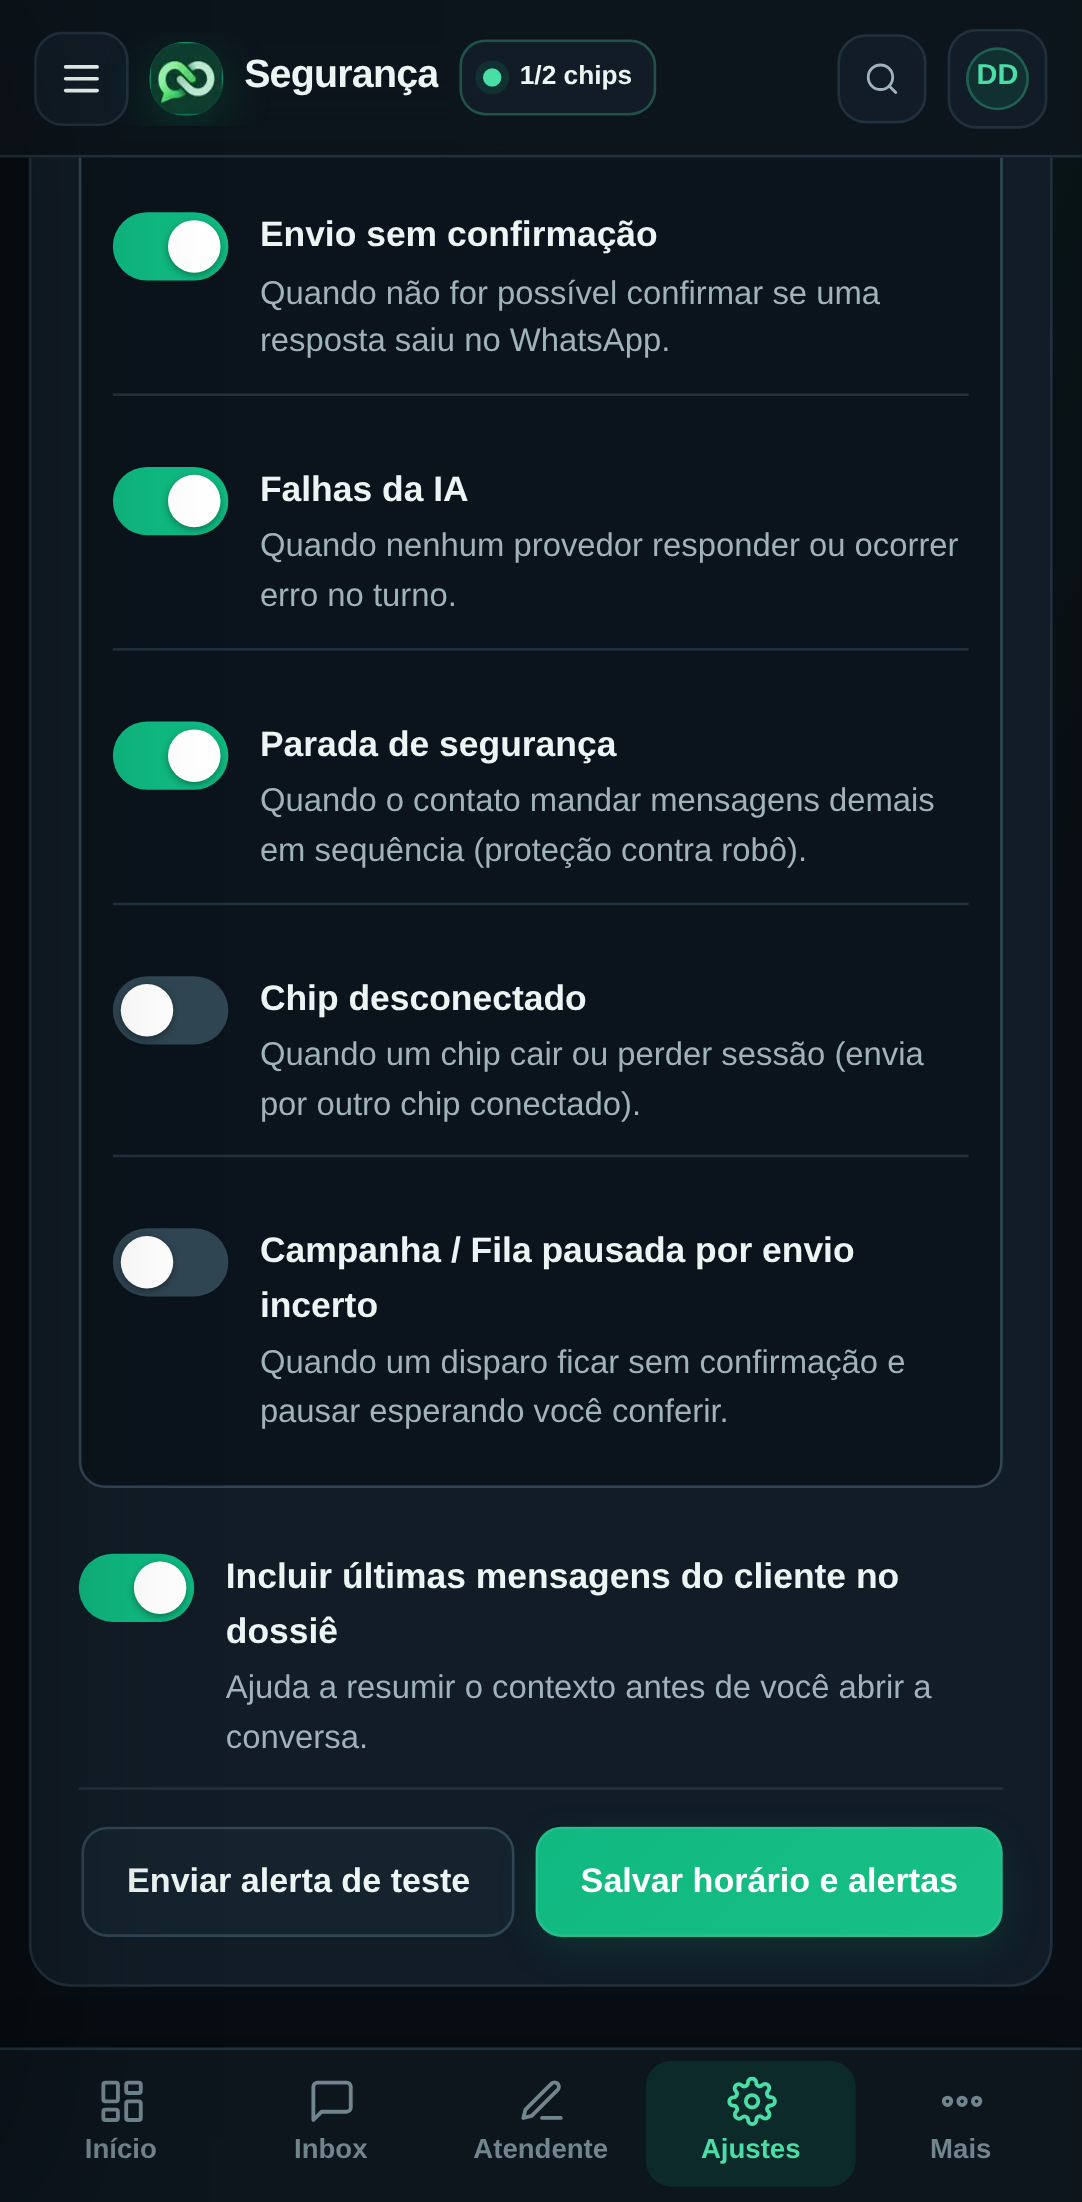 Segurança
1/2 chips
DD
Envio sem confirmação
Quando não for possível confirmar se uma
resposta saiu no WhatsApp.
Falhas da IA
Quando nenhum provedor responder ou ocorrer
erro no turno.
Parada de segurança
Quando o contato mandar mensagens demais
em sequência (proteção contra robô).
Chip desconectado
Quando um chip cair ou perder sessão (envia
por outro chip conectado).
Campanha / Fila pausada por envio
incerto
Quando um disparo ficar sem confirmação e
pausar esperando você conferir.
Incluir últimas mensagens do cliente no
dossiê
Ajuda a resumir o contexto antes de você abrir a
conversa.
Enviar alerta de teste
Salvar horário e alertas
Início
Inbox
Atendente
Ajustes
Mais